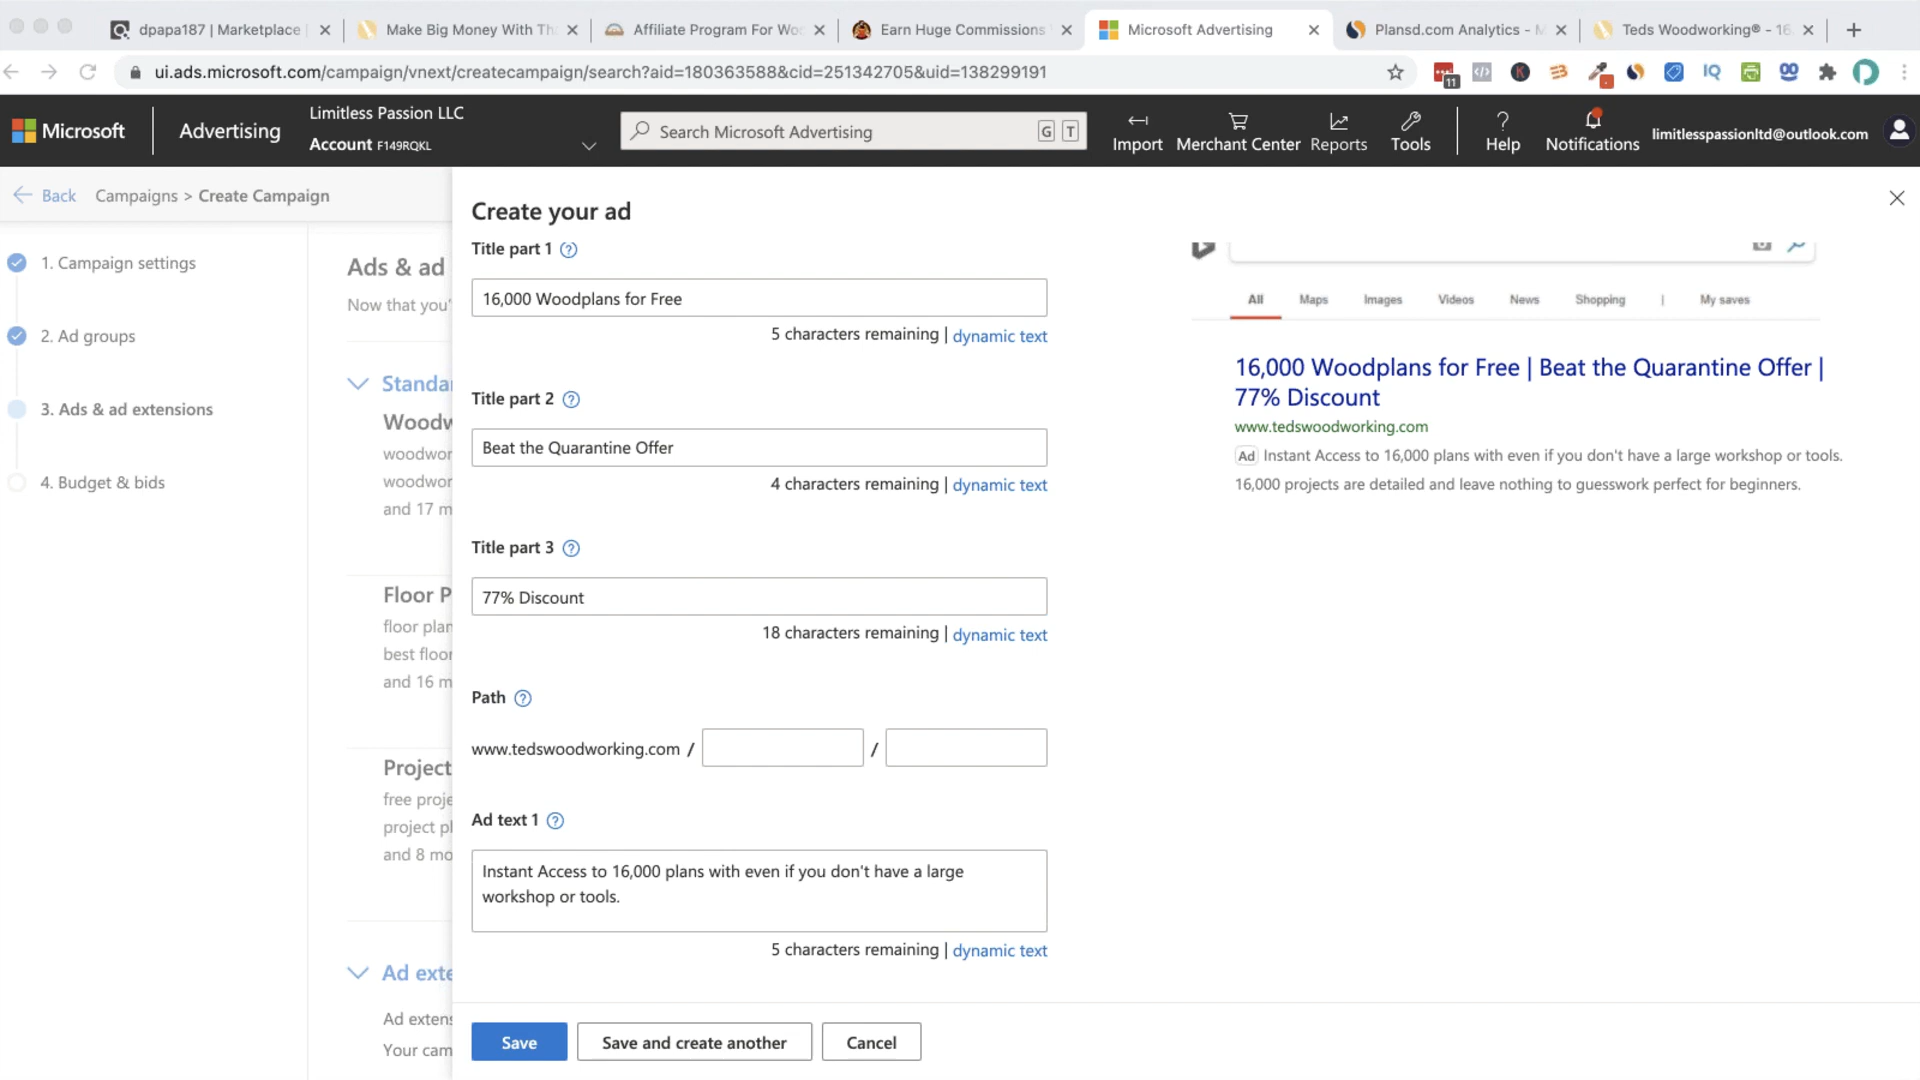 dpapa187 | Marketplace
Make Big Money With Th
Affiliate Program For Woo
Earn Huge Commissions
Microsoft Advertising
Plansd.com Analytics -
Teds Woodworking® - 16
ui.ads.microsoft.com/campaign/vnext/createcampaign/search?aid=180363588&cid=251342705&uid=138299191
11
IQ
Microsoft
Advertising
Limitless Passion LLC
Account F149RQKL
Search Microsoft Advertising
G T
Import
Merchant Center
Reports
Tools
Help
Notifications
limitlesspassionltd@outlook.com
Back
Campaigns > Create Campaign
1. Campaign settings
2. Ad groups
3. Ads & ad extensions
4. Budget & bids
Ads & ad
Now that you'
Standa
Woodw
woodwor
woodwor
and 17 m
Floor P
floor plan
best floor
and 16 m
Project
free proje
project pl
and 8 mo
Ad exte
Ad extens
Your cam
Create your ad
Title part 1
16,000 Woodplans for Free
5 characters remaining | dynamic text
Title part 2
Beat the Quarantine Offer
4 characters remaining | dynamic text
Title part 3
77% Discount
18 characters remaining | dynamic text
Path
www.tedswoodworking.com / /
Ad text 1
Instant Access to 16,000 plans with even if you don't have a large
workshop or tools.
5 characters remaining | dynamic text
Save
Save and create another
Cancel
All Maps Images Videos News Shopping | My saves
16,000 Woodplans for Free | Beat the Quarantine Offer |
77% Discount
www.tedswoodworking.com
Ad Instant Access to 16,000 plans with even if you don't have a large workshop or tools.
16,000 projects are detailed and leave nothing to guesswork perfect for beginners.